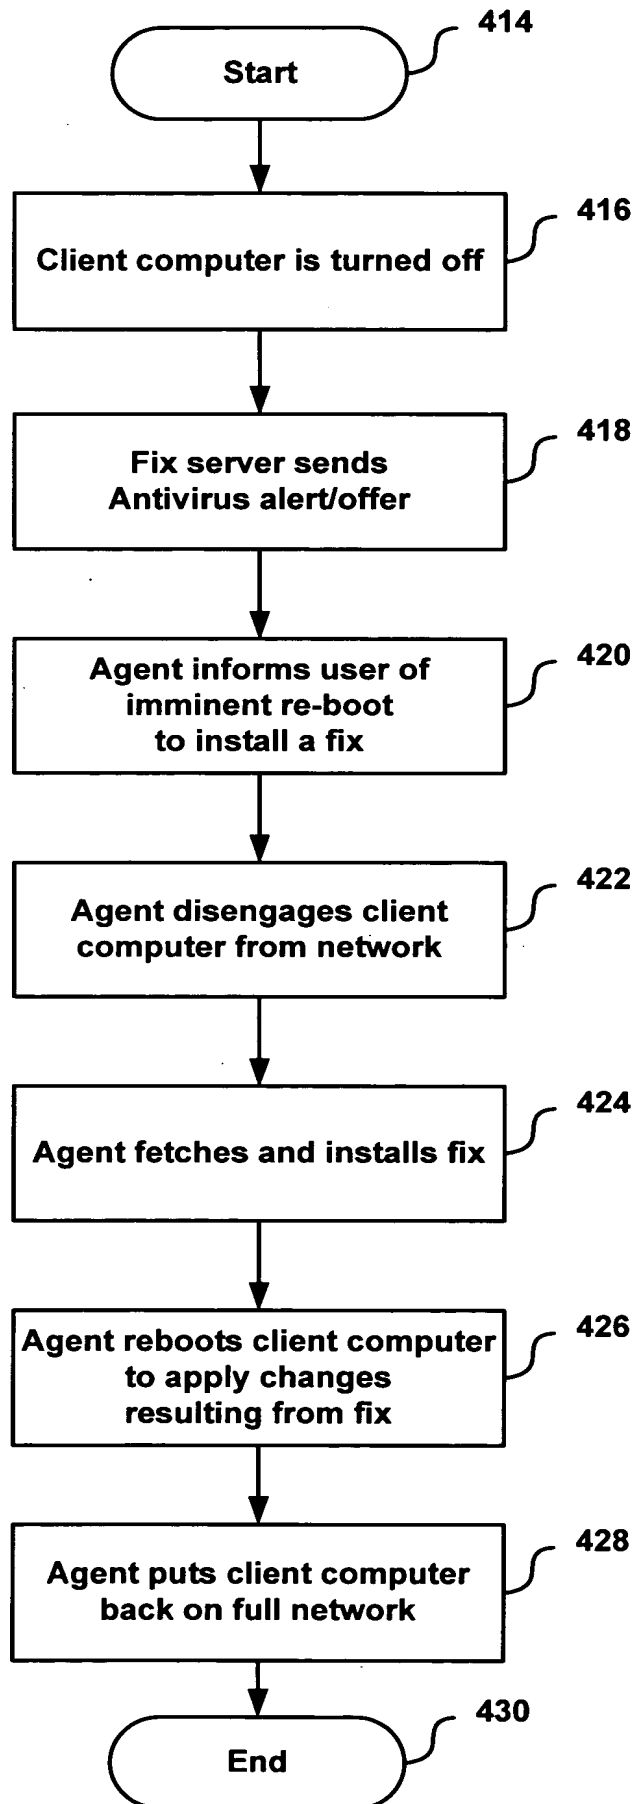 Start
414
Client computer is turned off
416
Fix server sends
Antivirus alert/offer
418
Agent informs user of
imminent re-boot
to install a fix
420
Agent disengages client
computer from network
422
Agent fetches and installs fix
424
Agent reboots client computer
to apply changes
resulting from fix
426
Agent puts client computer
back on full network
428
End
430